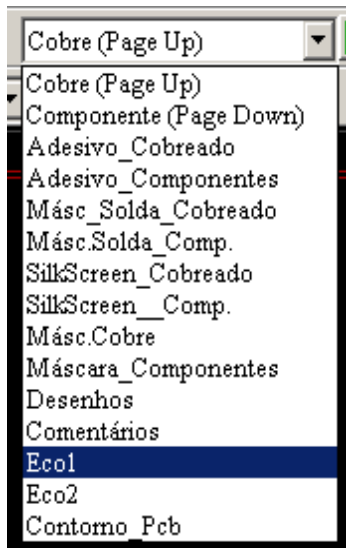 Cobre (Page Up)
Cobre (Page Up)
Componente (Page Down)
Adesivo_Cobreado
Adesivo_Componentes
Másc_Solda_Cobreado
Másc.Solda_Comp.
SilkScreen_Cobreado
SilkScreen__Comp.
Másc.Cobre
Máscara_Componentes
Desenhos
Comentários
Eco1
Eco2
Contorno_Pcb